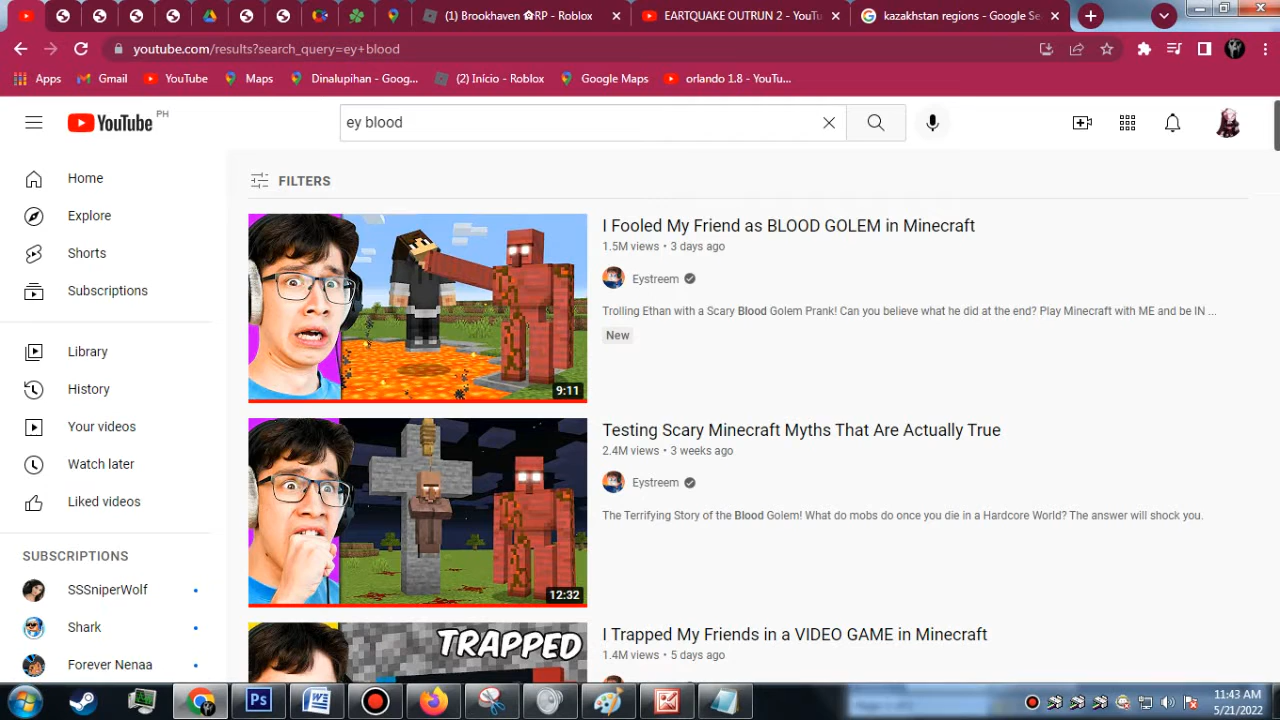 (1) Brookhaven 🏠RP - Roblox
EARTQUAKE OUTRUN 2 - YouTu
kazakhstan regions - Google Se
youtube.com/results?search_query=ey+blood
Apps
Gmail
YouTube
Maps
Dinalupihan - Goog...
(2) Início - Roblox
Google Maps
orlando 1.8 - YouTu...
YouTube PH
ey blood
Home
Explore
Shorts
Subscriptions
Library
History
Your videos
Watch later
Liked videos
SUBSCRIPTIONS
SSSniperWolf
Shark
Forever Nenaa
FILTERS
9:11
I Fooled My Friend as BLOOD GOLEM in Minecraft
1.5M views • 3 days ago
Eystreem
Trolling Ethan with a Scary Blood Golem Prank! Can you believe what he did at the end? Play Minecraft with ME and be IN ...
New
12:32
Testing Scary Minecraft Myths That Are Actually True
2.4M views • 3 weeks ago
Eystreem
The Terrifying Story of the Blood Golem! What do mobs do once you die in a Hardcore World? The answer will shock you.
TRAPPED
I Trapped My Friends in a VIDEO GAME in Minecraft
1.4M views • 5 days ago
Ps
W
11:43 AM
5/21/2022